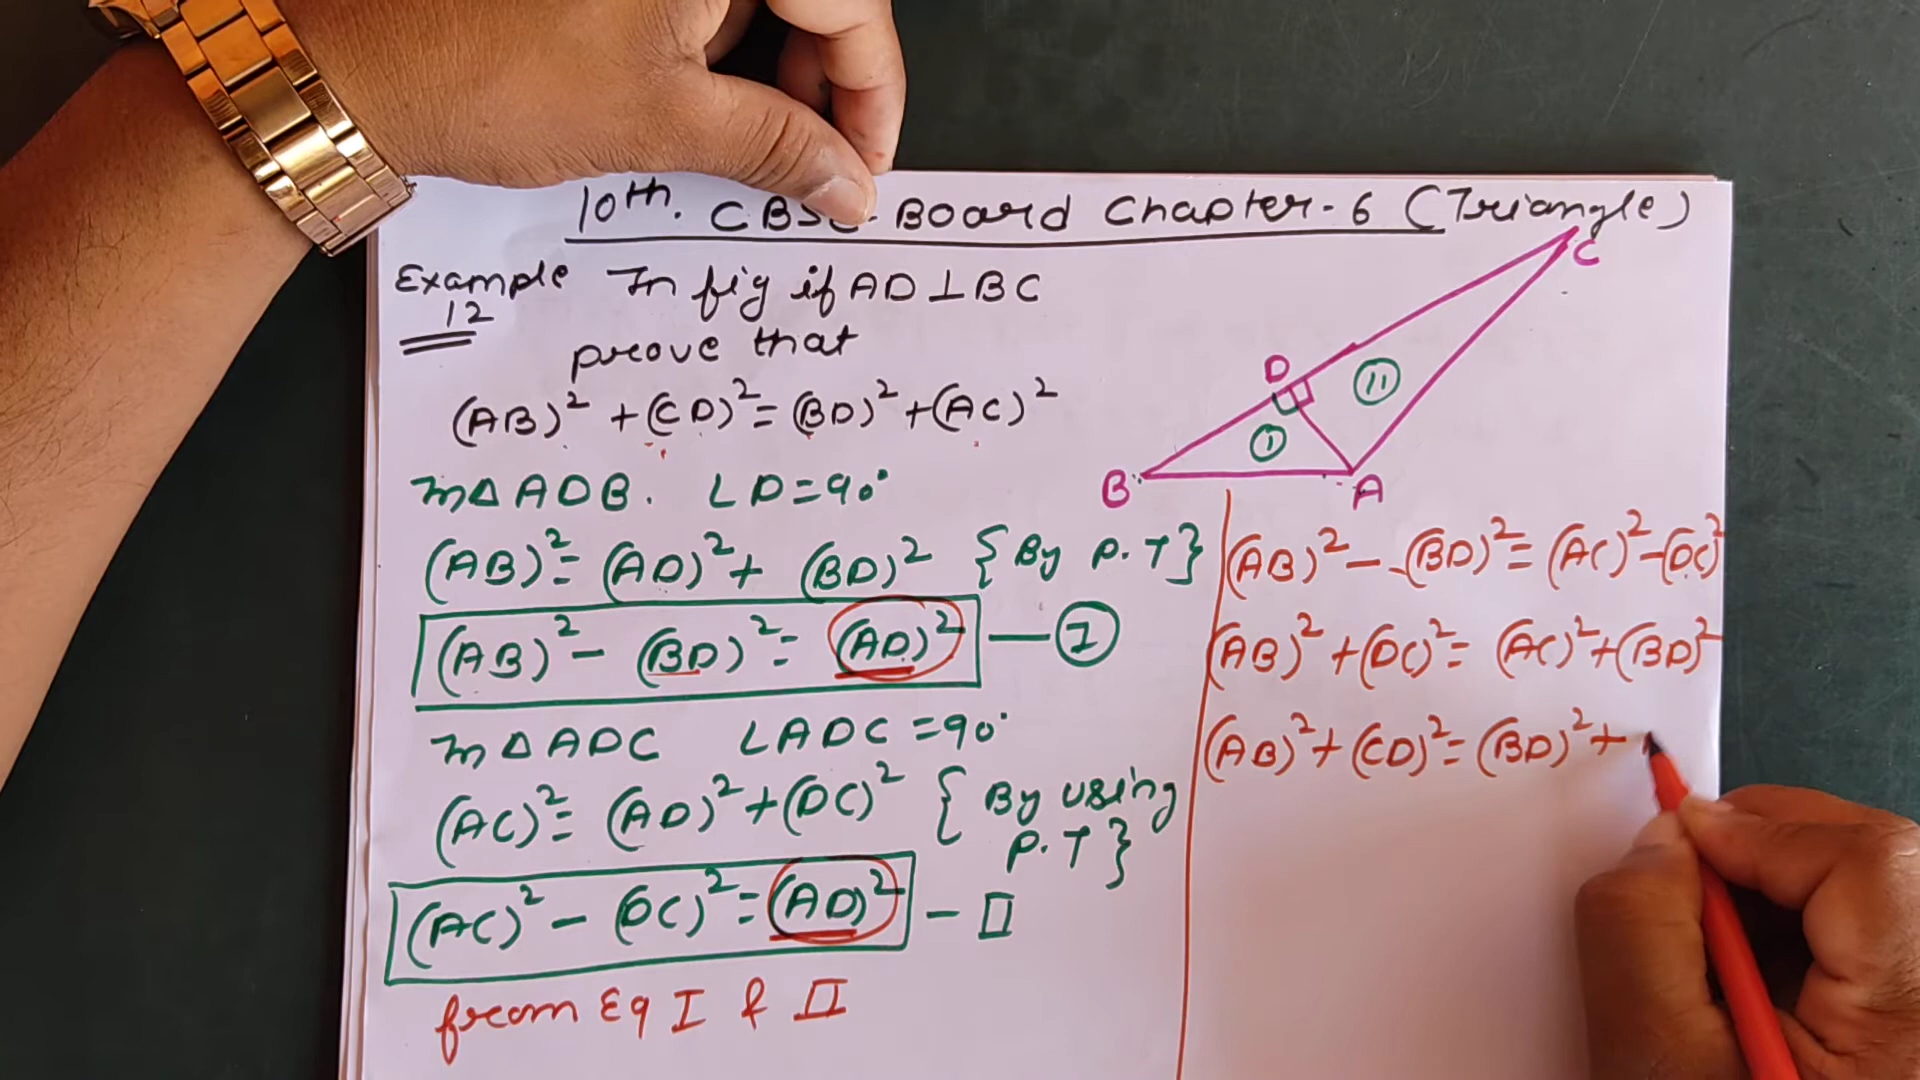 10th. CBSE-Board Chapter-6 (Triangle)
Example 12 In fig if AD⊥BC
prove that
(AB)² + (CD)² = (BD)² + (AC)²
C
D
II
I
B
A
In △ADB. ∠D=90°
(AB)² = (AD)² + (BD)² {By P.T}
(AB)² - (BD)² = (AD)² — I
In △ADC ∠ADC = 90°
(AC)² = (AD)² + (DC)² {By using
P.T}
(AC)² - (DC)² = (AD)² - II
from Eq I & II
(AB)² - (BD)² = (AC)² - (DC)²
(AB)² + (DC)² = (AC)² + (BD)²
(AB)² + (CD)² = (BD)² +